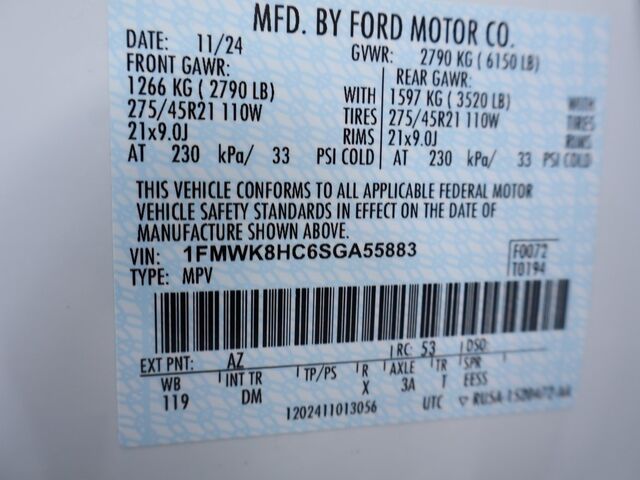 MFD. BY FORD MOTOR CO.
DATE: 11/24 GVWR: 2790 KG ( 6150 LB)
FRONT GAWR: REAR GAWR:
1266 KG ( 2790 LB) WITH 1597 KG ( 3520 LB) WITH
275/45R21 110W TIRES 275/45R21 110W TIRES
21x9.0J RIMS 21x9.0J RIMS
AT 230 kPa/ 33 PSI COLD AT 230 kPa/ 33 PSI COLD
THIS VEHICLE CONFORMS TO ALL APPLICABLE FEDERAL MOTOR
VEHICLE SAFETY STANDARDS IN EFFECT ON THE DATE OF
MANUFACTURE SHOWN ABOVE.
VIN: 1FMWK8HC6SGA55883 F0072
TYPE: MPV T0194
EXT PNT: AZ RC: 53 DSO:
WB INT TR TP/PS R AXLE TR SPR
119 DM X 3A T EESS
1202411013056 UTC